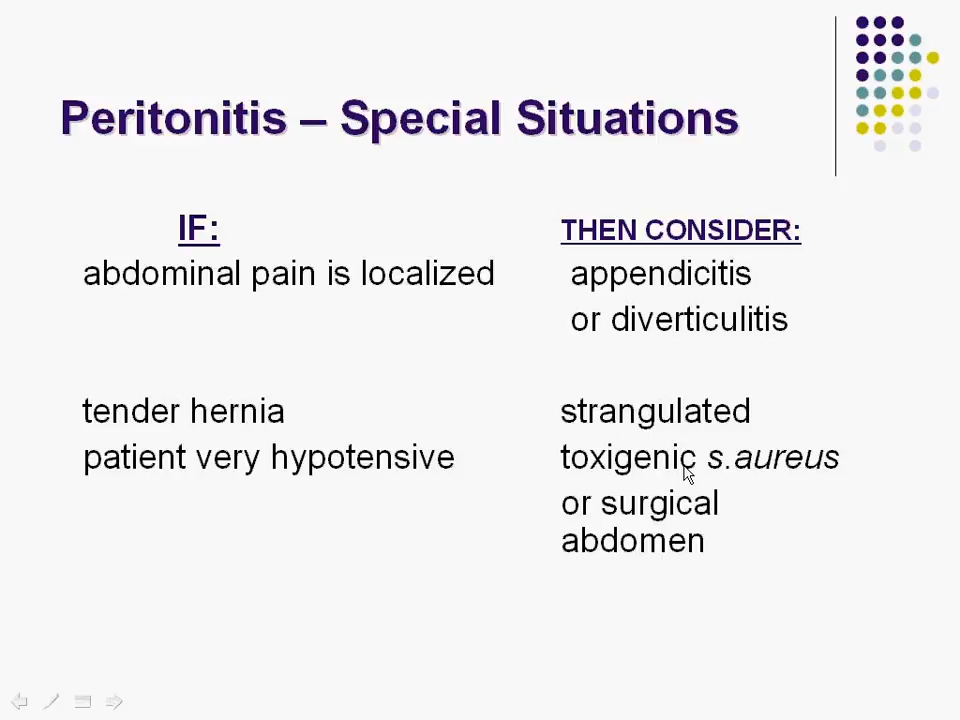 Peritonitis – Special Situations
IF: THEN CONSIDER:
abdominal pain is localized appendicitis
or diverticulitis
tender hernia strangulated
patient very hypotensive toxigenic s.aureus
or surgical
abdomen